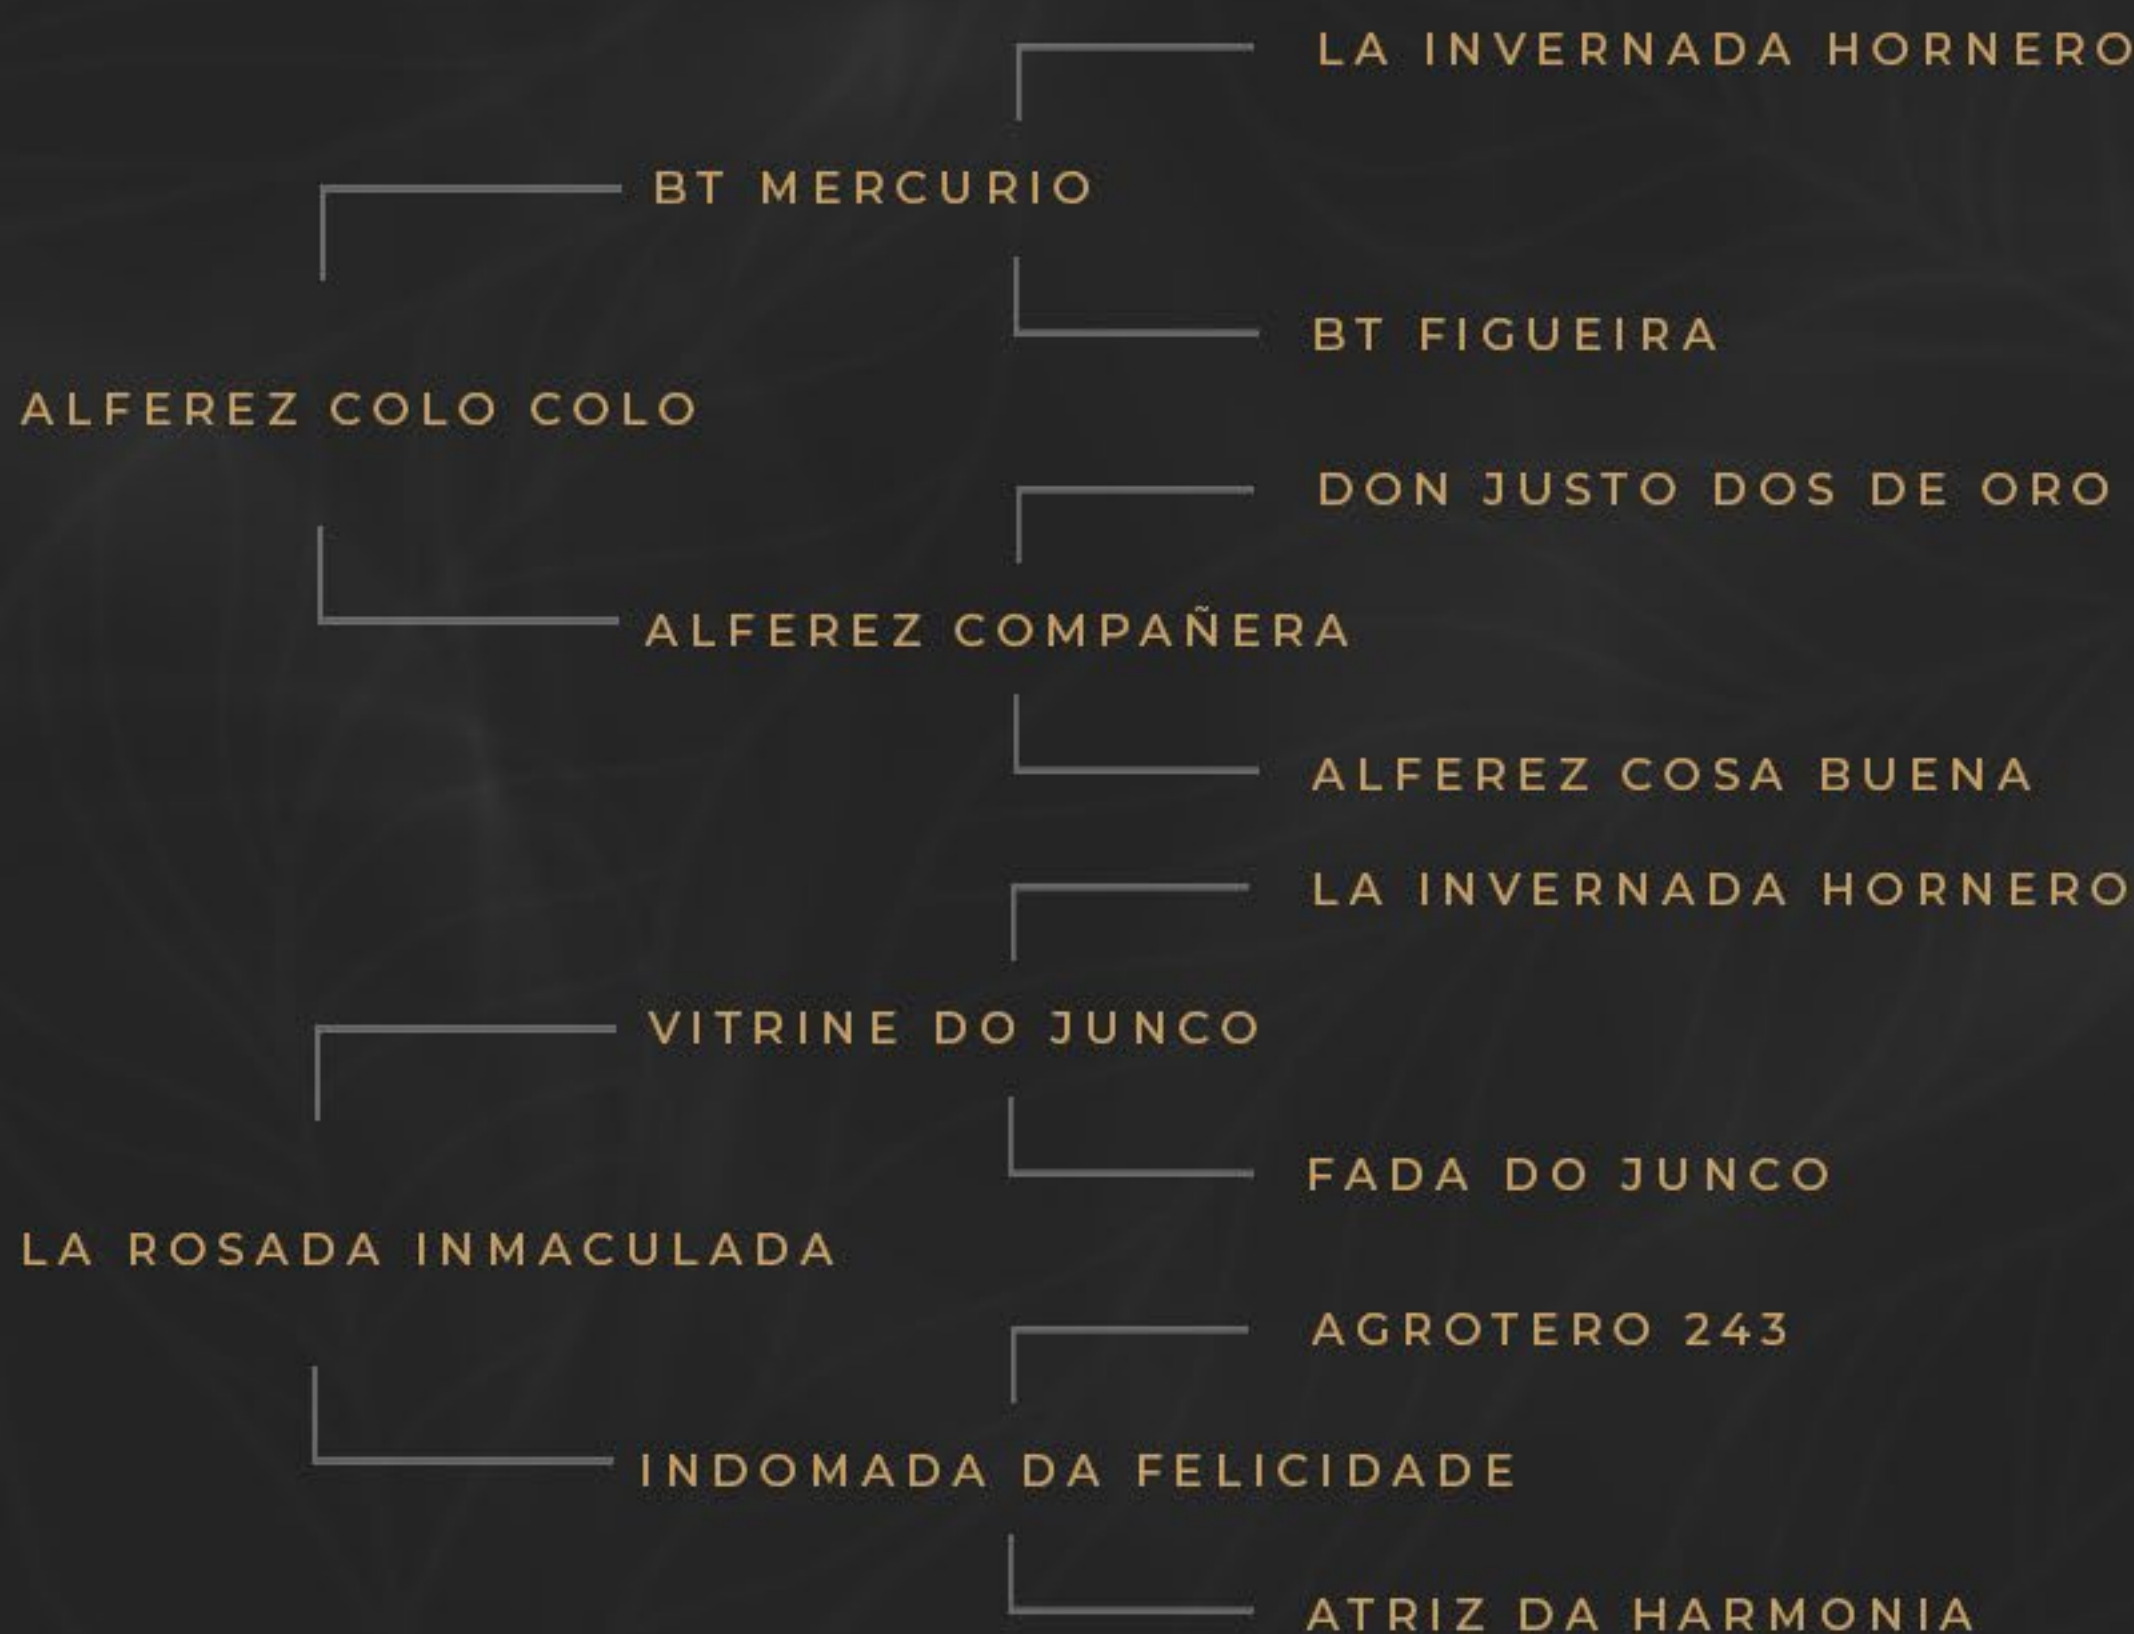 LA INVERNADA HORNERO
BT MERCURIO
BT FIGUEIRA
ALFEREZ COLO COLO
DON JUSTO DOS DE ORO
ALFEREZ COMPAÑERA
ALFEREZ COSA BUENA
LA INVERNADA HORNERO
VITRINE DO JUNCO
FADA DO JUNCO
LA ROSADA INMACULADA
AGROTERO 243
INDOMADA DA FELICIDADE
ATRIZ DA HARMONIA